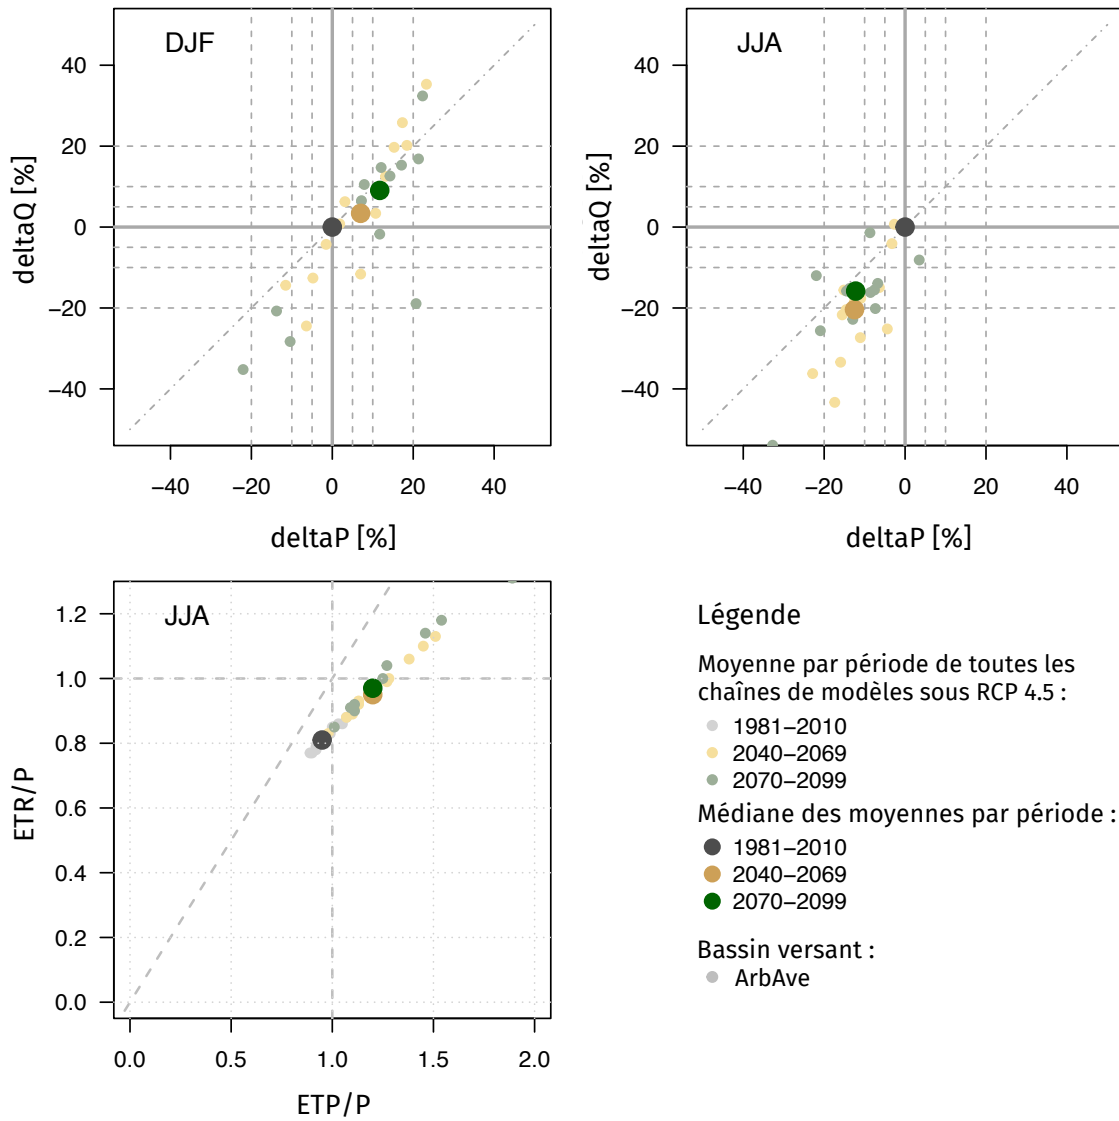 DJF
40
20
0
−20
−40
deltaQ [%]
−40 −20 0 20 40
deltaP [%]
JJA
40
20
0
−20
−40
deltaQ [%]
−40 −20 0 20 40
deltaP [%]
JJA
1.2
1.0
0.8
0.6
0.4
0.2
0.0
ETR/P
0.0 0.5 1.0 1.5 2.0
ETP/P
Légende
Moyenne par période de toutes les
chaînes de modèles sous RCP 4.5 :
1981−2010
2040−2069
2070−2099
Médiane des moyennes par période :
1981−2010
2040−2069
2070−2099
Bassin versant :
ArbAve